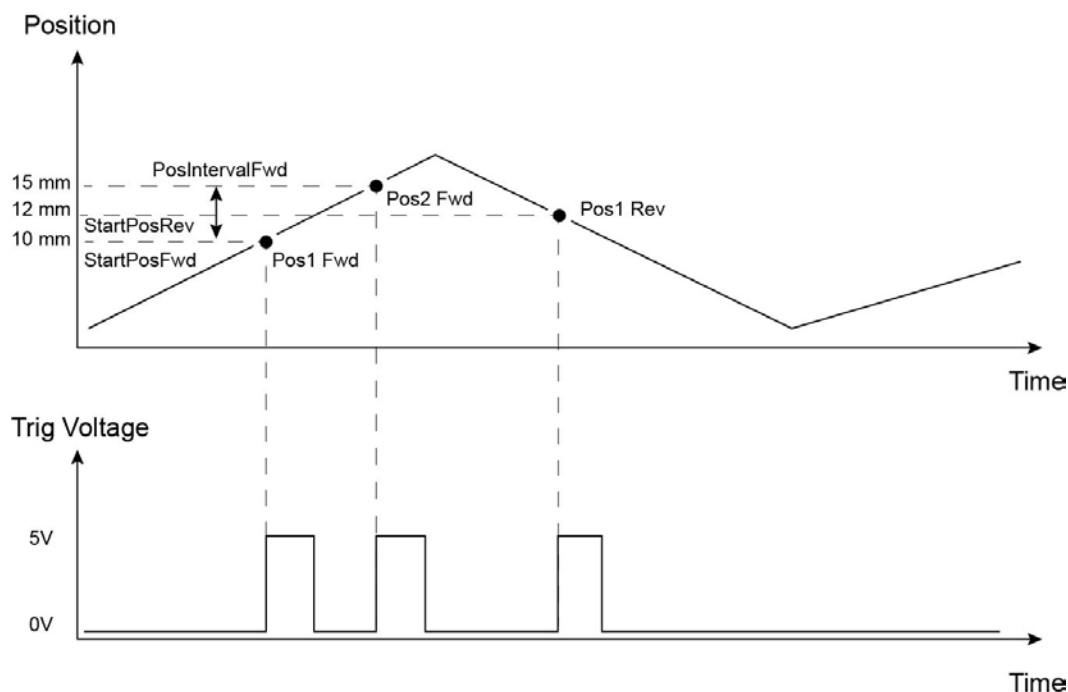 Position
PosIntervalFwd
15 mm
Pos2 Fwd
12 mm
Pos1 Rev
StartPosRev
10 mm
StartPosFwd
Pos1 Fwd
Time
Trig Voltage
5V
0V
Time